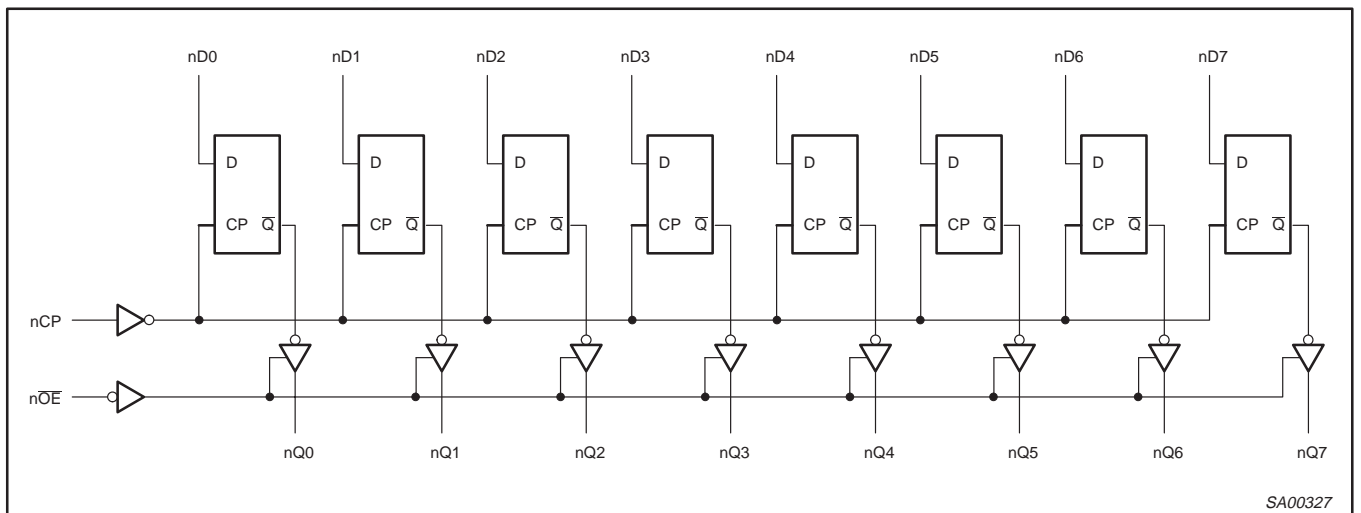 nD0 nD1 nD2 nD3 nD4 nD5 nD6 nD7
D D D D D D D D
CP Q̅ CP Q̅ CP Q̅ CP Q̅ CP Q̅ CP Q̅ CP Q̅ CP Q̅
nCP
nO̅E̅
nQ0 nQ1 nQ2 nQ3 nQ4 nQ5 nQ6 nQ7
SA00327